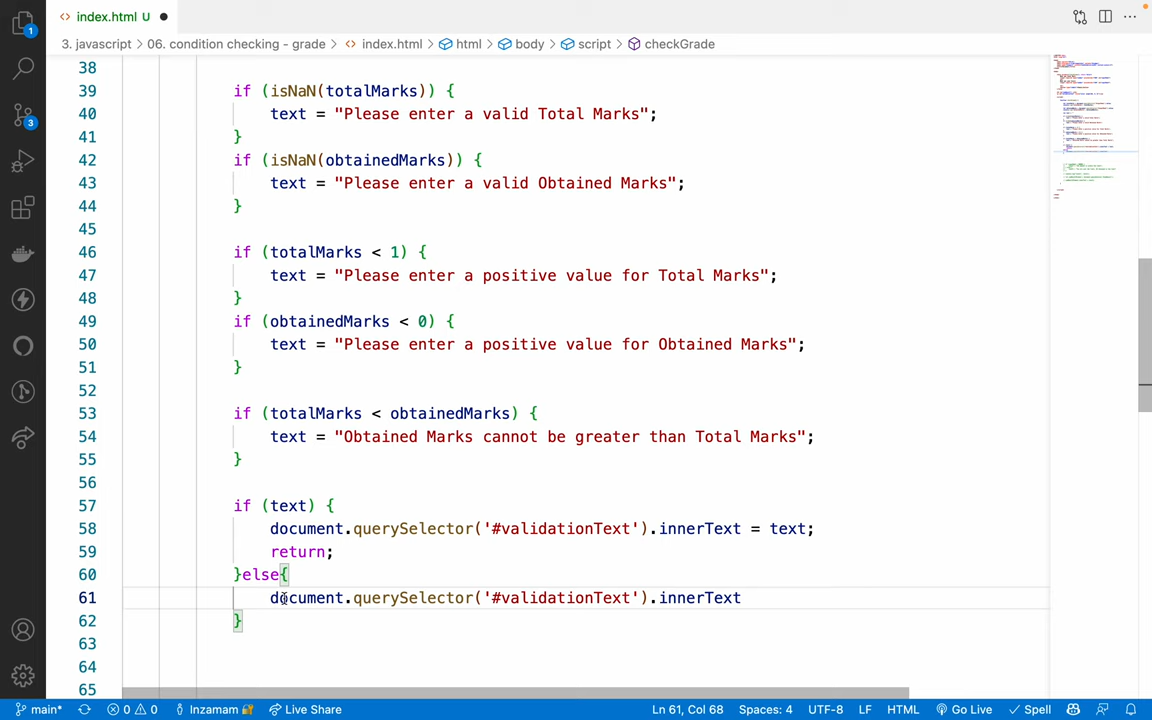 index.html U
3. javascript > 06. condition checking - grade > index.html > html > body > script > checkGrade
38
39 if (isNaN(totalMarks)) {
40 text = "Please enter a valid Total Marks";
41 }
42 if (isNaN(obtainedMarks)) {
43 text = "Please enter a valid Obtained Marks";
44 }
45
46 if (totalMarks < 1) {
47 text = "Please enter a positive value for Total Marks";
48 }
49 if (obtainedMarks < 0) {
50 text = "Please enter a positive value for Obtained Marks";
51 }
52
53 if (totalMarks < obtainedMarks) {
54 text = "Obtained Marks cannot be greater than Total Marks";
55 }
56
57 if (text) {
58 document.querySelector('#validationText').innerText = text;
59 return;
60 }else{
61 document.querySelector('#validationText').innerText
62 }
63
64
65
1
3
main* 0 0 Inzamam Live Share Ln 61, Col 68 Spaces: 4 UTF-8 LF HTML Go Live Spell